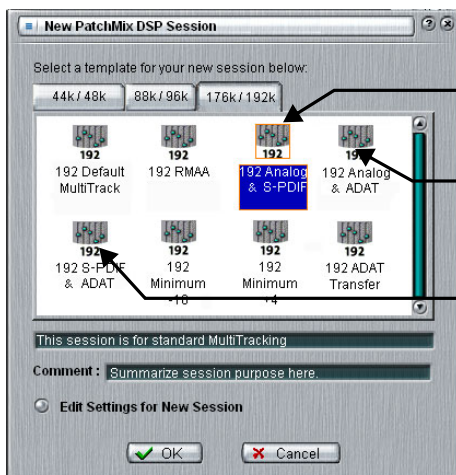 New PatchMix DSP Session
Select a template for your new session below:
44k / 48k 88k / 96k 176k / 192k
192 192 192 192
192 Default 192 RMAA 192 Analog 192 Analog
MultiTrack & S-PDIF & ADAT
192 192 192 192
192 S-PDIF 192 192 192 ADAT
& ADAT Minimum Minimum Transfer
-10 +4
This session is for standard MultiTracking
Comment : Summarize session purpose here.
Edit Settings for New Session
OK Cancel